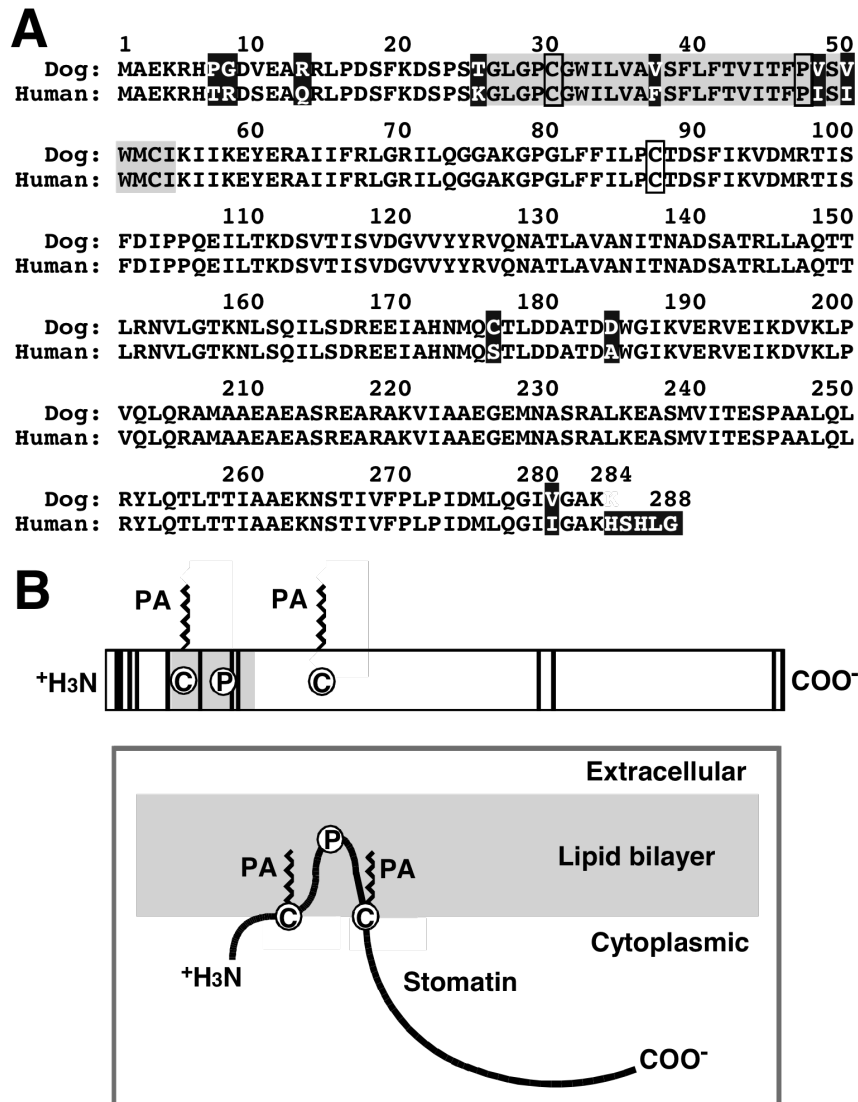 A
1 10 20 30 40 50
Dog: MAEKRHPGDVEARRLPDSFKDSPSTGLGPCGWILVAVSFLFTVITFPVSV
Human: MAEKRHTRDSEAQRLPDSFKDSPSKGLGPCGWILVAFSFLFTVITFPISI
60 70 80 90 100
Dog: WMCIKIIKEYERAIIFRLGRILQGGAKGPGLFFILPCTDSFIKVDMRTIS
Human: WMCIKIIKEYERAIIFRLGRILQGGAKGPGLFFILPCTDSFIKVDMRTIS
110 120 130 140 150
Dog: FDIPPQEILTKDSVTISVDGVVYYRVQNATLAVANITNADSATRLLAQTT
Human: FDIPPQEILTKDSVTISVDGVVYYRVQNATLAVANITNADSATRLLAQTT
160 170 180 190 200
Dog: LRNVLGTKNLSQILSDREEIAHNMQCTLDDATDDWGIKVERVEIKDVKLP
Human: LRNVLGTKNLSQILSDREEIAHNMQSTLDDATDAWGIKVERVEIKDVKLP
210 220 230 240 250
Dog: VQLQRAMAAEAEASREARAKVIAAEGEMNASRALKEASMVITESPAALQL
Human: VQLQRAMAAEAEASREARAKVIAAEGEMNASRALKEASMVITESPAALQL
260 270 280 284
Dog: RYLQTLTTIAAEKNSTIVFPLPIDMLQGIVGAKK 288
Human: RYLQTLTTIAAEKNSTIVFPLPIDMLQGIIGAKHSHLG
B
PA PA
+H3N C P C COO-
Extracellular
P
PA PA Lipid bilayer
C C
Cytoplasmic
+H3N
Stomatin
COO-